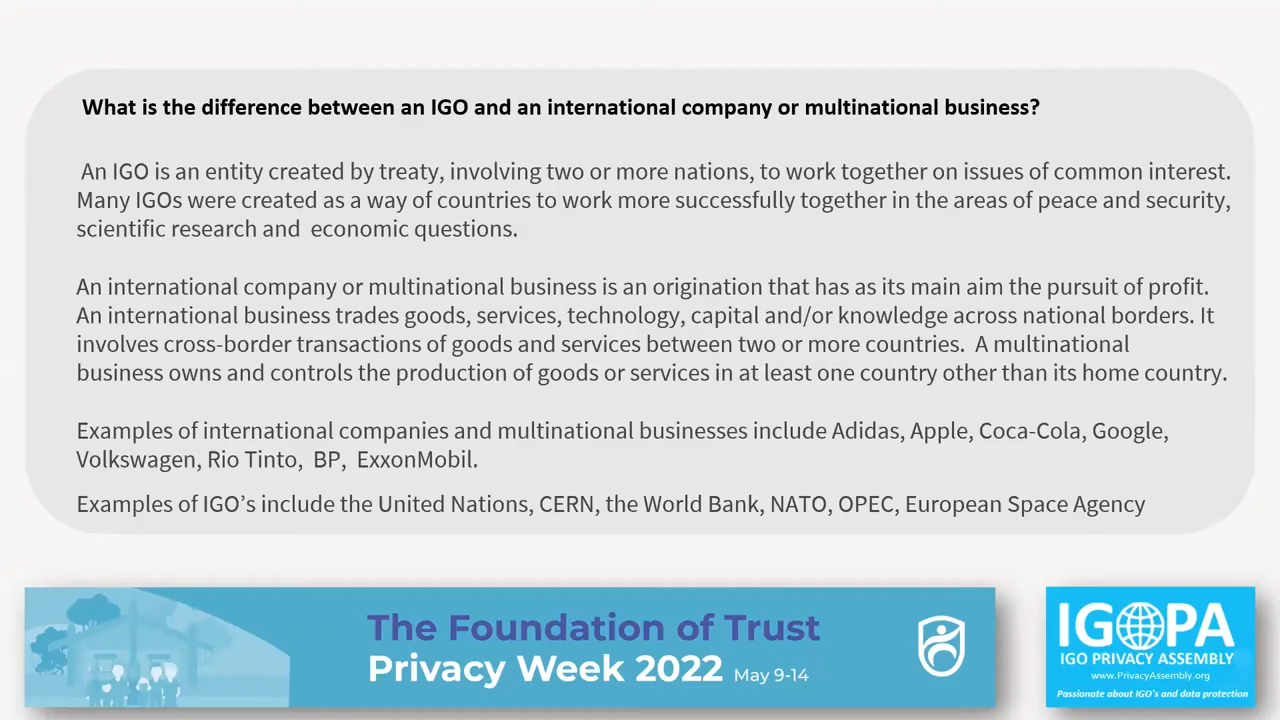 What is the difference between an IGO and an international company or multinational business?
An IGO is an entity created by treaty, involving two or more nations, to work together on issues of common interest.
Many IGOs were created as a way of countries to work more successfully together in the areas of peace and security,
scientific research and economic questions.
An international company or multinational business is an origination that has as its main aim the pursuit of profit.
An international business trades goods, services, technology, capital and/or knowledge across national borders. It
involves cross-border transactions of goods and services between two or more countries. A multinational
business owns and controls the production of goods or services in at least one country other than its home country.
Examples of international companies and multinational businesses include Adidas, Apple, Coca-Cola, Google,
Volkswagen, Rio Tinto, BP, ExxonMobil.
Examples of IGO’s include the United Nations, CERN, the World Bank, NATO, OPEC, European Space Agency
The Foundation of Trust
Privacy Week 2022 May 9-14
IGOPA
IGO PRIVACY ASSEMBLY
www.PrivacyAssembly.org
Passionate about IGO's and data protection